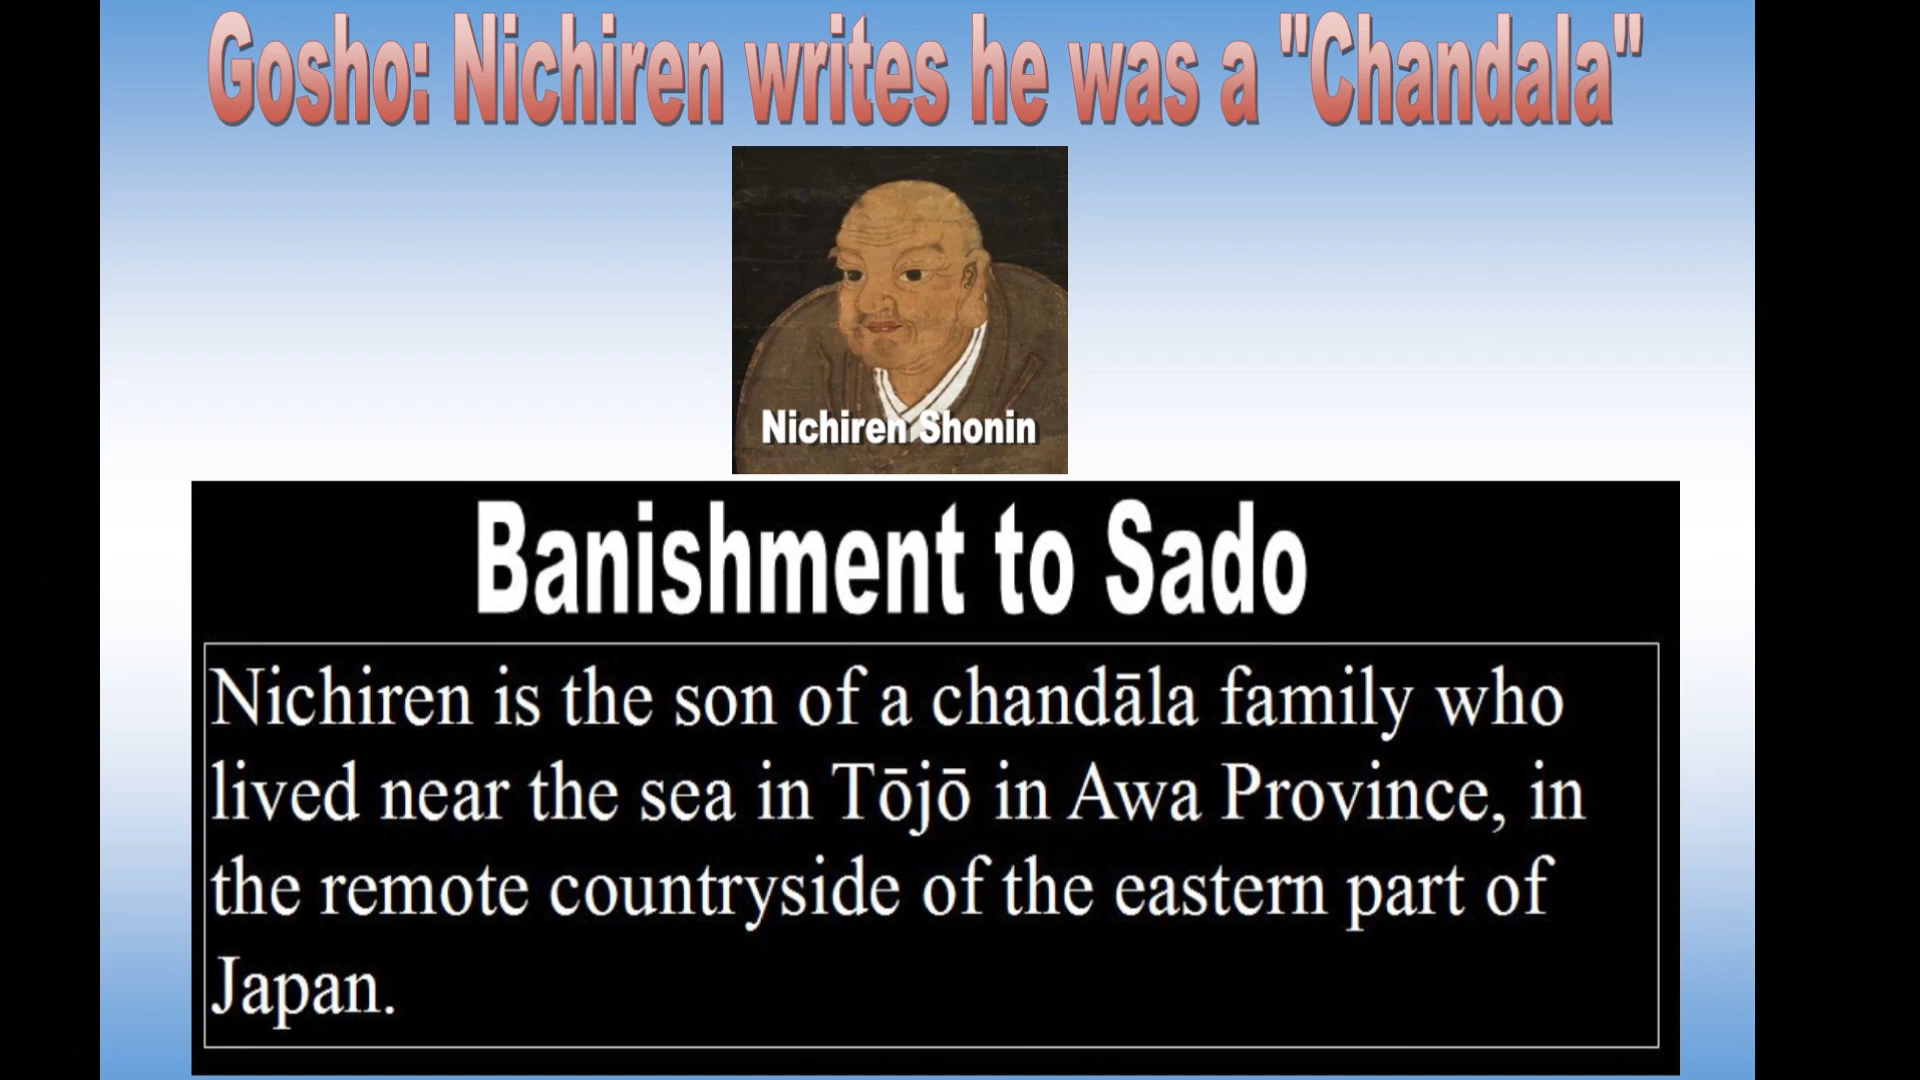 Gosho: Nichiren writes he was a "Chandala"
Nichiren Shonin
Banishment to Sado
Nichiren is the son of a chandāla family who
lived near the sea in Tōjō in Awa Province, in
the remote countryside of the eastern part of
Japan.